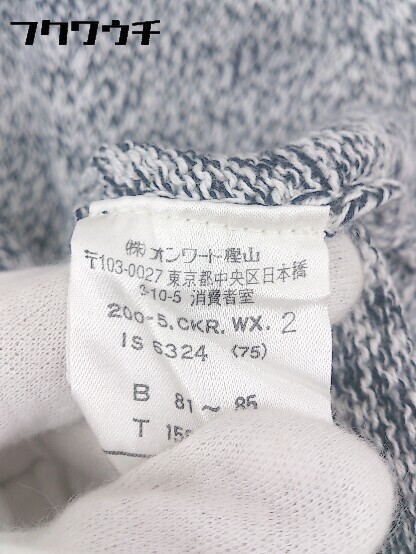 フクワウチ
(株)オンワード樫山
〒103-0027 東京都中央区日本橋
3-10-5 消費者室
200-5.CKR.WX. 2
IS 6324 (75)
B 81～85
T 15